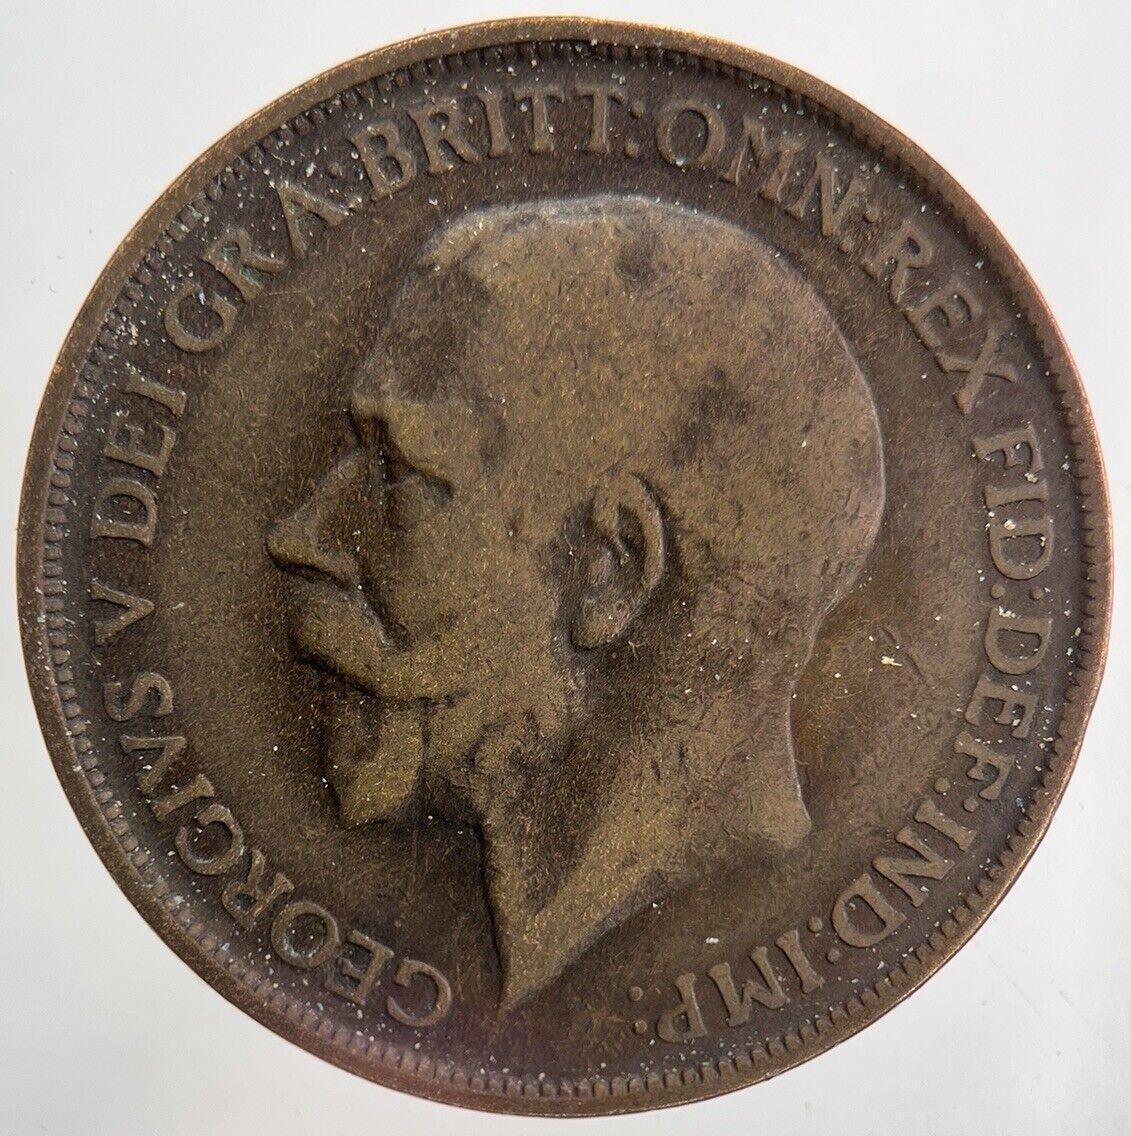 GEORGIVS V DEI GRA:BRITT:OMN:REX FID:DEF:IND:IMP: